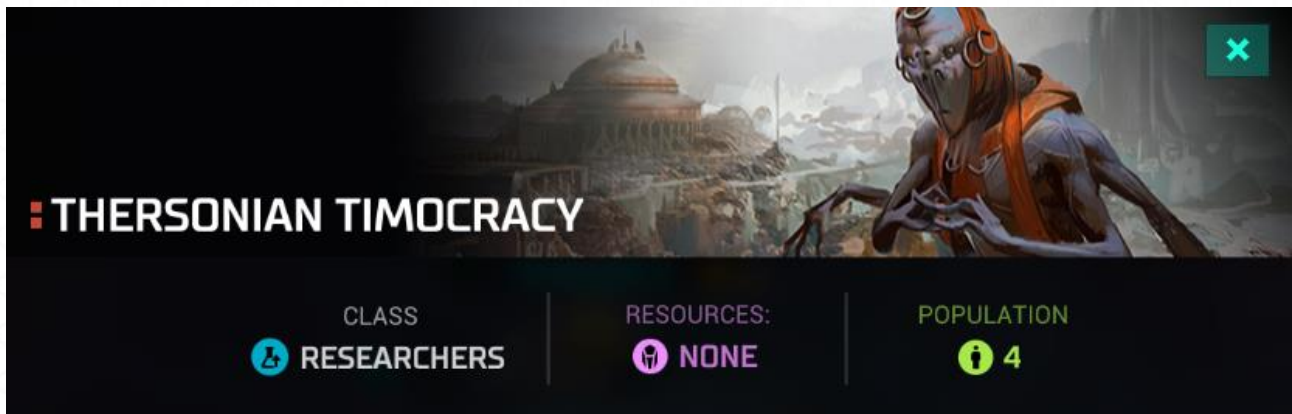 THERSONIAN TIMOCRACY
CLASS
RESEARCHERS
RESOURCES:
NONE
POPULATION
4